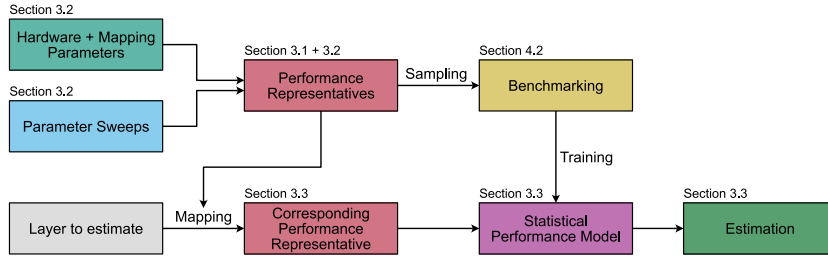 Section 3.2
Hardware + Mapping
Parameters
Section 3.2
Parameter Sweeps
Section 3.1 + 3.2
Performance
Representatives
Sampling
Section 4.2
Benchmarking
Training
Layer to estimate
Mapping
Section 3.3
Corresponding
Performance
Representative
Section 3.3
Statistical
Performance Model
Section 3.3
Estimation